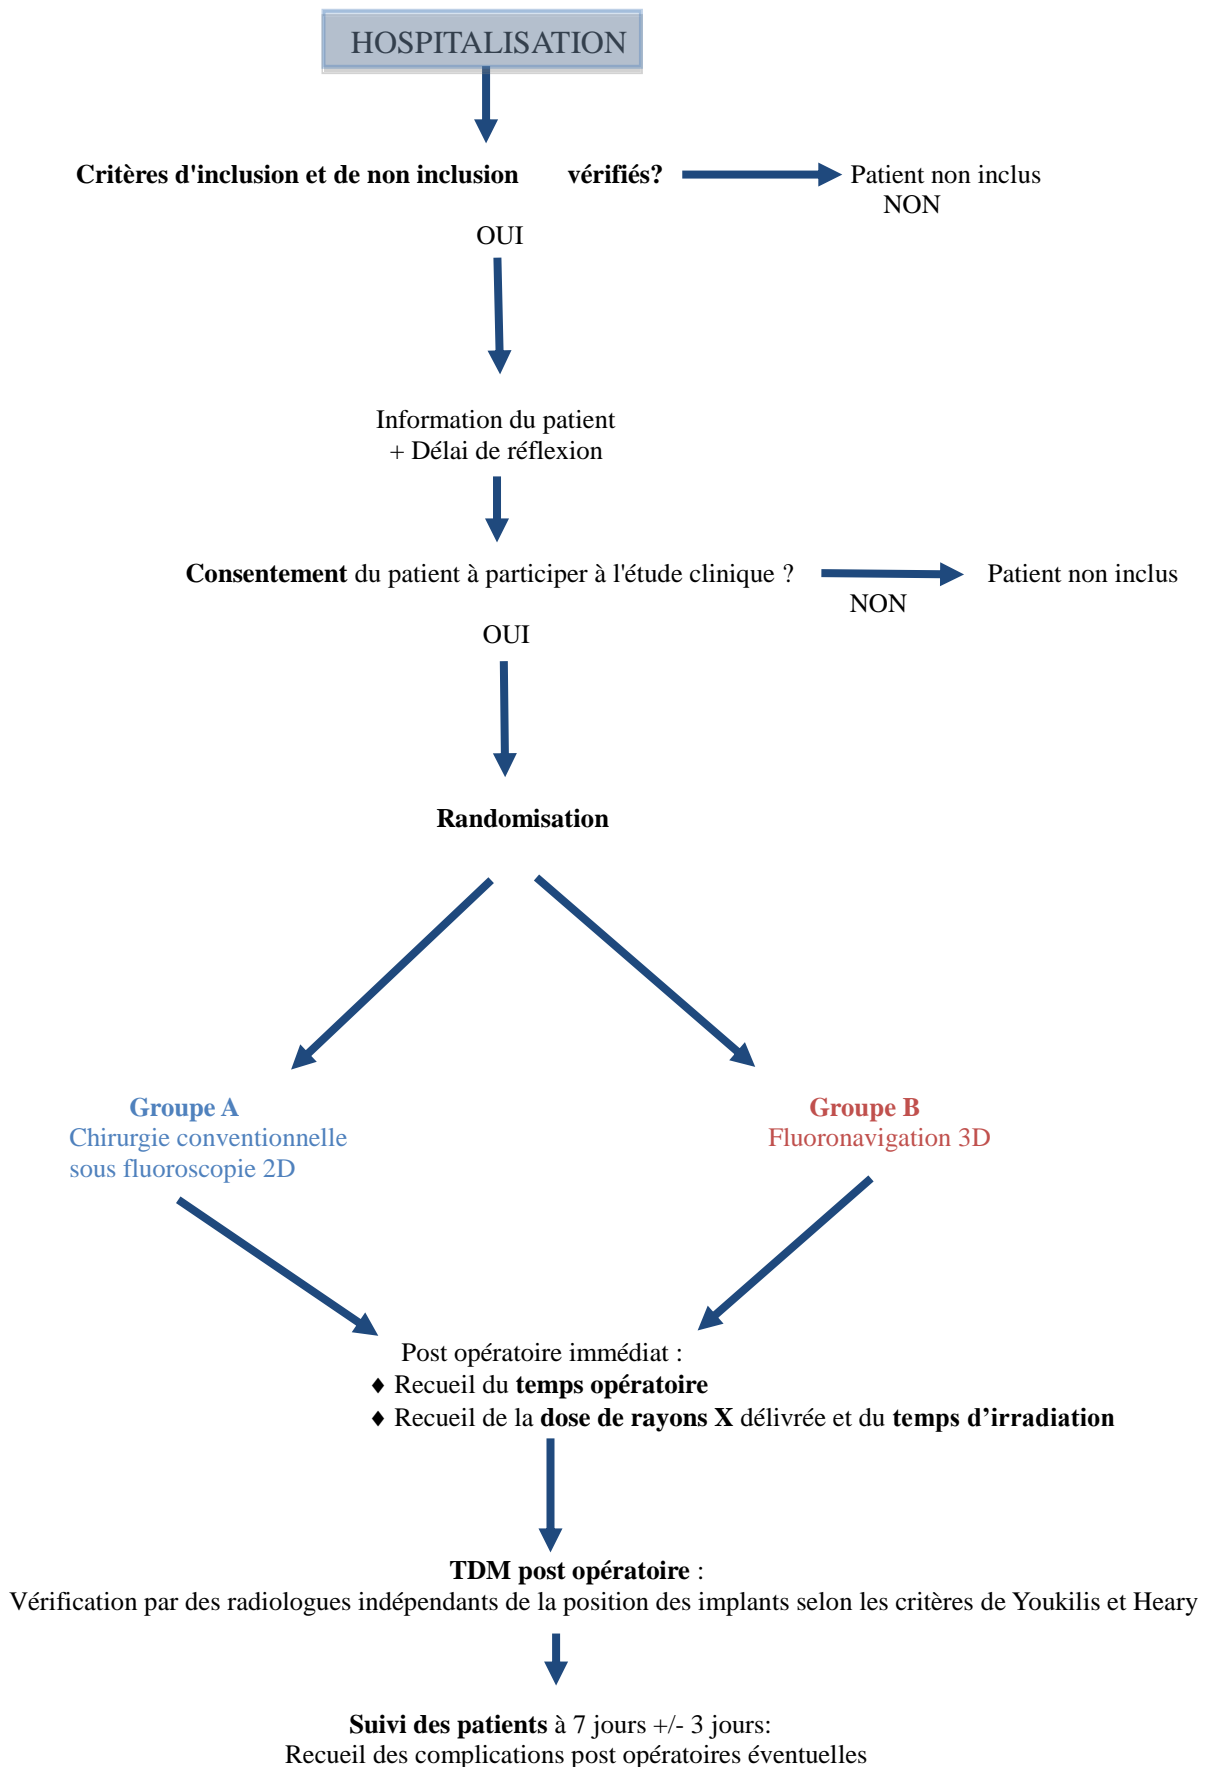 HOSPITALISATION
Critères d'inclusion et de non inclusion vérifiés? Patient non inclus
NON
OUI
Information du patient
+ Délai de réflexion
Consentement du patient à participer à l'étude clinique ? Patient non inclus
NON
OUI
Randomisation
Groupe A
Chirurgie conventionnelle
sous fluoroscopie 2D
Groupe B
Fluoronavigation 3D
Post opératoire immédiat :
♦ Recueil du temps opératoire
♦ Recueil de la dose de rayons X délivrée et du temps d’irradiation
TDM post opératoire :
Vérification par des radiologues indépendants de la position des implants selon les critères de Youkilis et Heary
Suivi des patients à 7 jours +/- 3 jours:
Recueil des complications post opératoires éventuelles